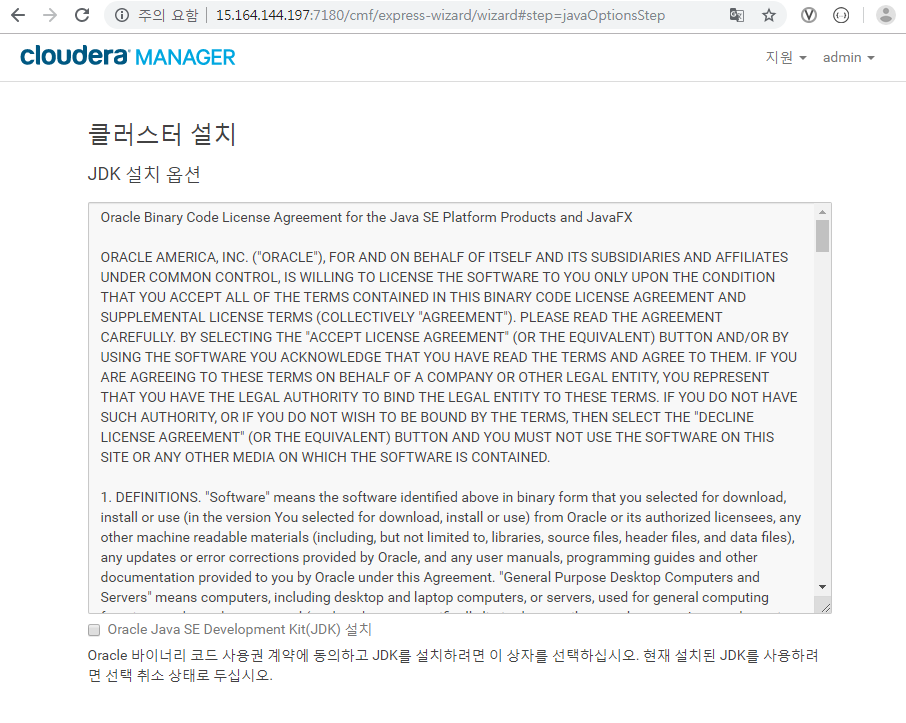 주의 요함 | 15.164.144.197:7180/cmf/express-wizard/wizard#step=javaOptionsStep
cloudera MANAGER 지원 admin
클러스터 설치
JDK 설치 옵션
Oracle Binary Code License Agreement for the Java SE Platform Products and JavaFX
ORACLE AMERICA, INC. ("ORACLE"), FOR AND ON BEHALF OF ITSELF AND ITS SUBSIDIARIES AND AFFILIATES
UNDER COMMON CONTROL, IS WILLING TO LICENSE THE SOFTWARE TO YOU ONLY UPON THE CONDITION
THAT YOU ACCEPT ALL OF THE TERMS CONTAINED IN THIS BINARY CODE LICENSE AGREEMENT AND
SUPPLEMENTAL LICENSE TERMS (COLLECTIVELY "AGREEMENT"). PLEASE READ THE AGREEMENT
CAREFULLY. BY SELECTING THE "ACCEPT LICENSE AGREEMENT" (OR THE EQUIVALENT) BUTTON AND/OR BY
USING THE SOFTWARE YOU ACKNOWLEDGE THAT YOU HAVE READ THE TERMS AND AGREE TO THEM. IF YOU
ARE AGREEING TO THESE TERMS ON BEHALF OF A COMPANY OR OTHER LEGAL ENTITY, YOU REPRESENT
THAT YOU HAVE THE LEGAL AUTHORITY TO BIND THE LEGAL ENTITY TO THESE TERMS. IF YOU DO NOT HAVE
SUCH AUTHORITY, OR IF YOU DO NOT WISH TO BE BOUND BY THE TERMS, THEN SELECT THE "DECLINE
LICENSE AGREEMENT" (OR THE EQUIVALENT) BUTTON AND YOU MUST NOT USE THE SOFTWARE ON THIS
SITE OR ANY OTHER MEDIA ON WHICH THE SOFTWARE IS CONTAINED.
1. DEFINITIONS. "Software" means the software identified above in binary form that you selected for download,
install or use (in the version You selected for download, install or use) from Oracle or its authorized licensees, any
other machine readable materials (including, but not limited to, libraries, source files, header files, and data files),
any updates or error corrections provided by Oracle, and any user manuals, programming guides and other
documentation provided to you by Oracle under this Agreement. "General Purpose Desktop Computers and
Servers" means computers, including desktop and laptop computers, or servers, used for general computing
Oracle Java SE Development Kit(JDK) 설치
Oracle 바이너리 코드 사용권 계약에 동의하고 JDK를 설치하려면 이 상자를 선택하십시오. 현재 설치된 JDK를 사용하려
면 선택 취소 상태로 두십시오.